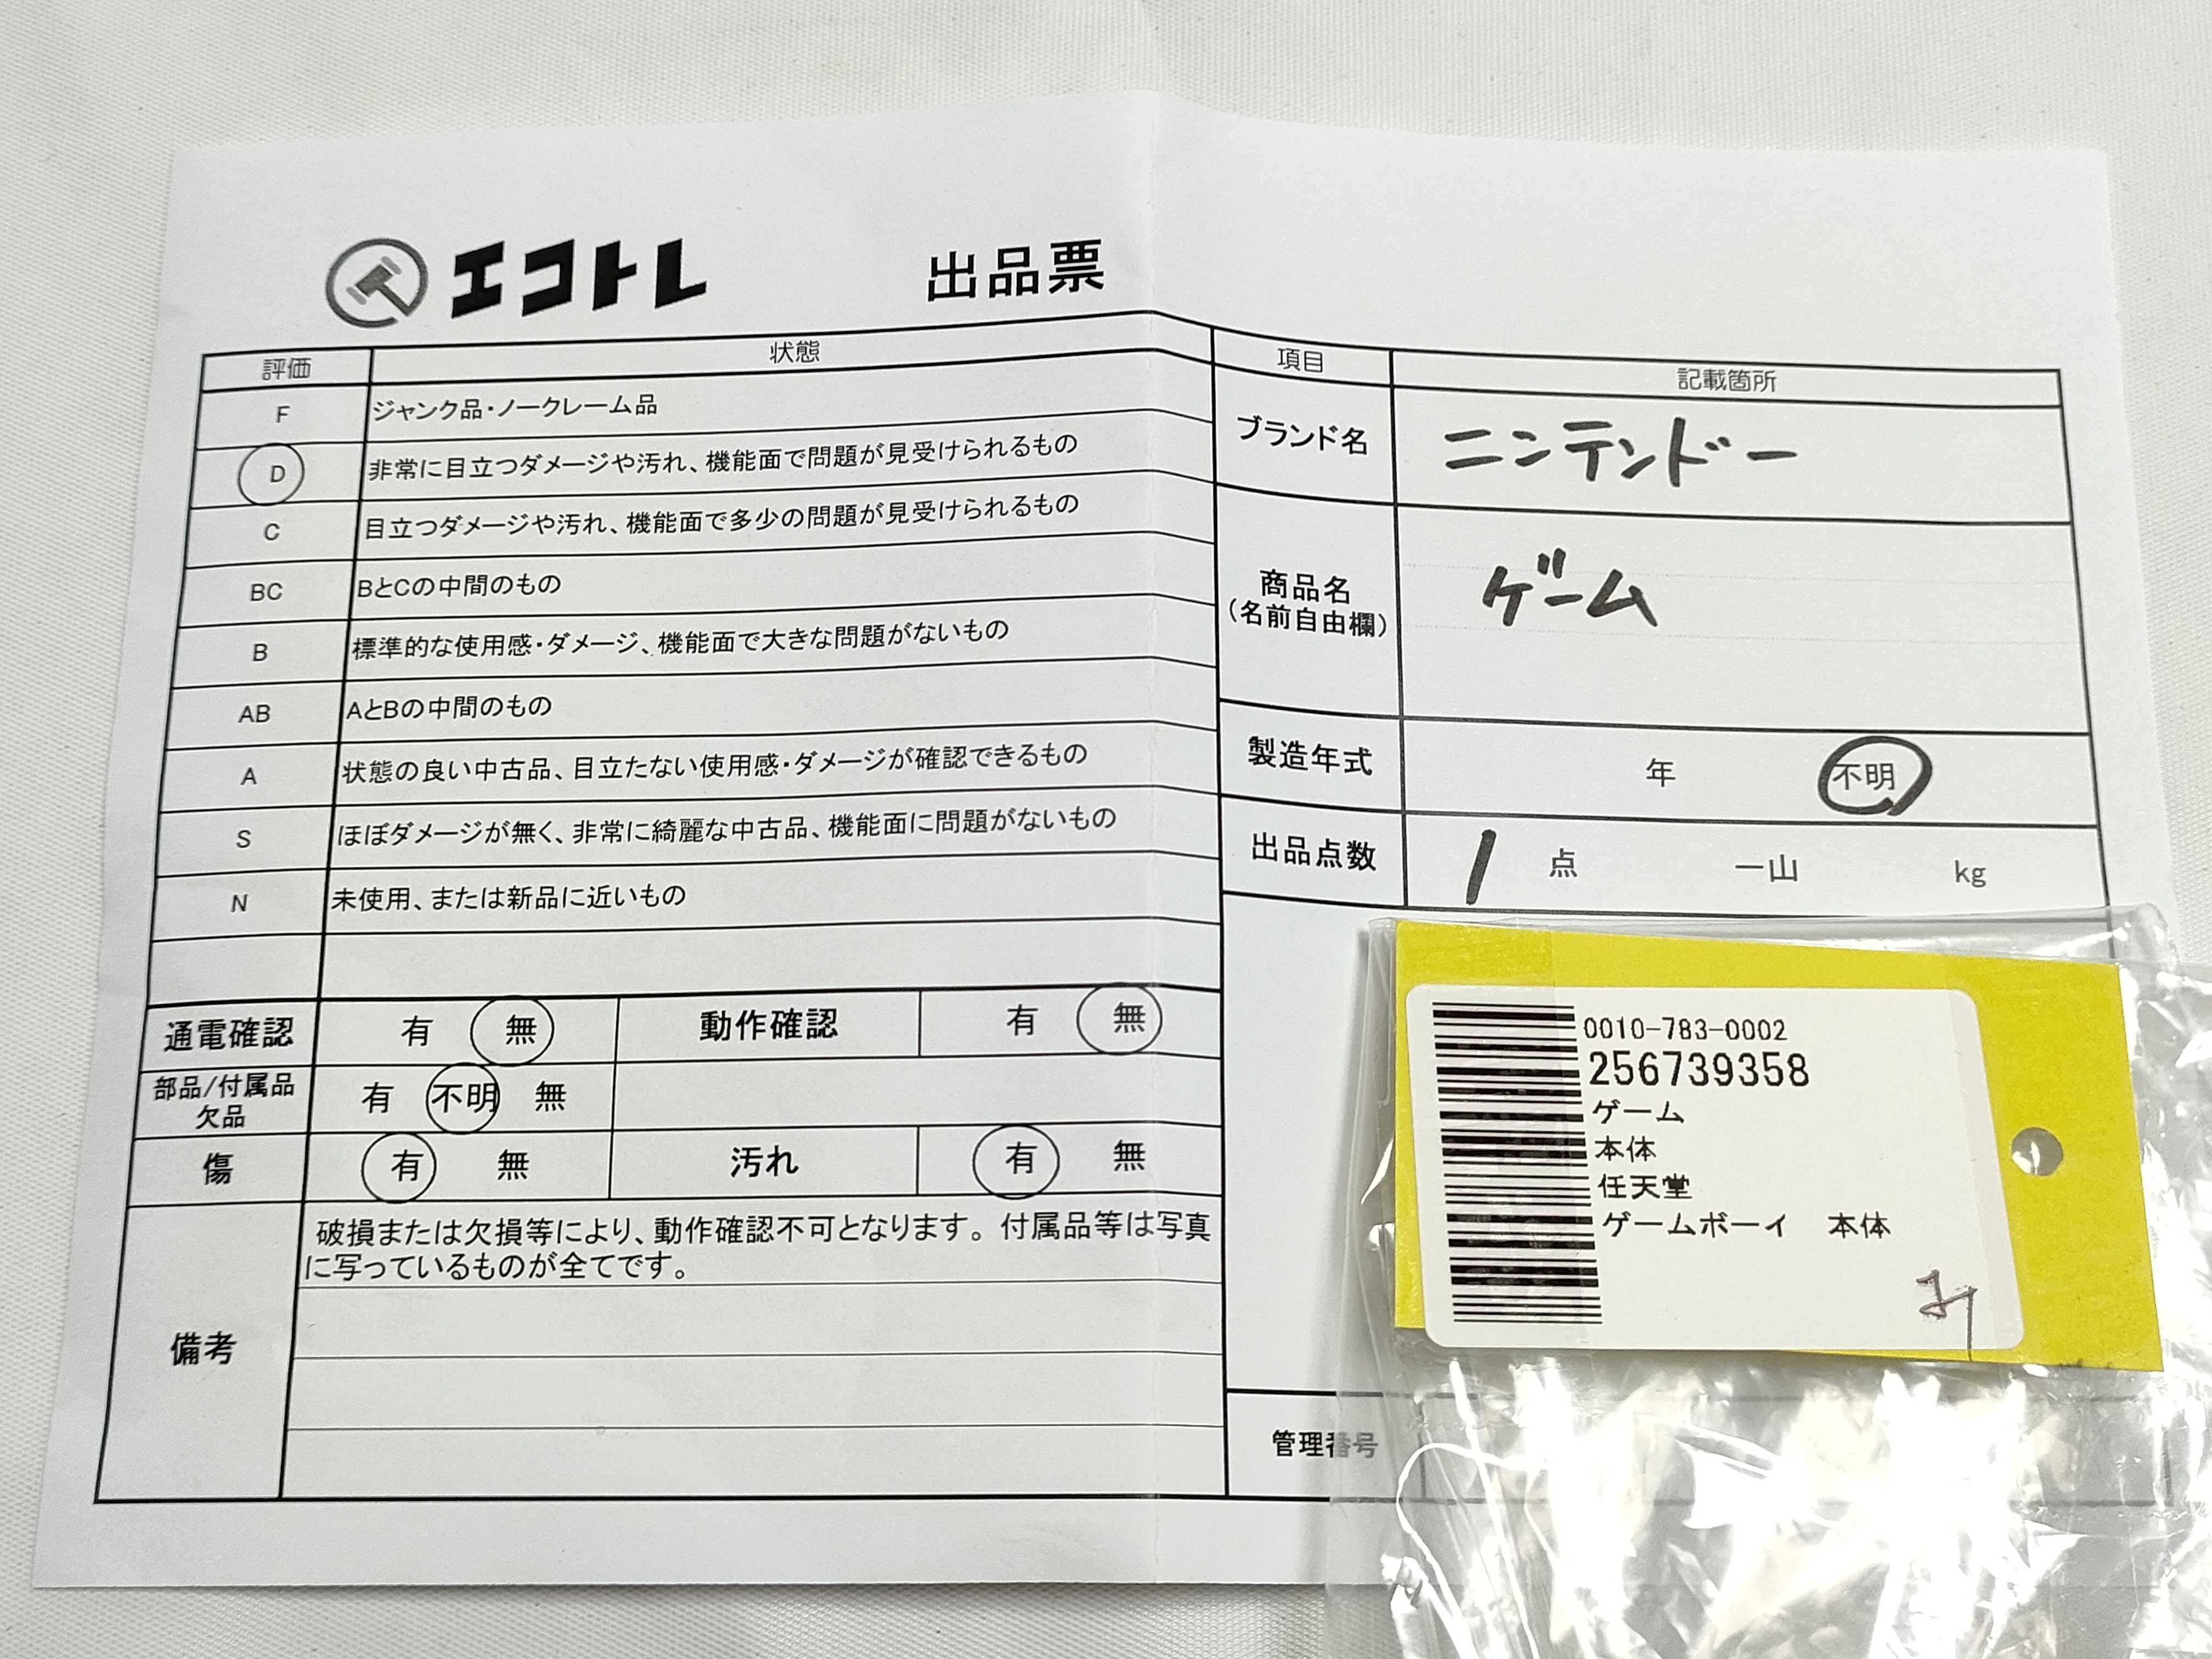 エコトレ 出品票
評価 状態
F ジャンク品・ノークレーム品
D 非常に目立つダメージや汚れ、機能面で問題が見受けられるもの
C 目立つダメージや汚れ、機能面で多少の問題が見受けられるもの
BC BとCの中間のもの
B 標準的な使用感・ダメージ、機能面で大きな問題がないもの
AB AとBの中間のもの
A 状態の良い中古品、目立たない使用感・ダメージが確認できるもの
S ほぼダメージが無く、非常に綺麗な中古品、機能面に問題がないもの
N 未使用、または新品に近いもの
通電確認 有 無 動作確認 有 無
部品/付属品
欠品 有 不明 無
傷 有 無 汚れ 有 無
備考
破損または欠損等により、動作確認不可となります。付属品等は写真
に写っているものが全てです。
項目 記載箇所
ブランド名 ニンテンドー
商品名
(名前自由欄) ゲーム
製造年式 年 不明
出品点数 1 点 一山 kg
管理番号
0010-783-0002
256739358
ゲーム
本体
任天堂
ゲームボーイ 本体